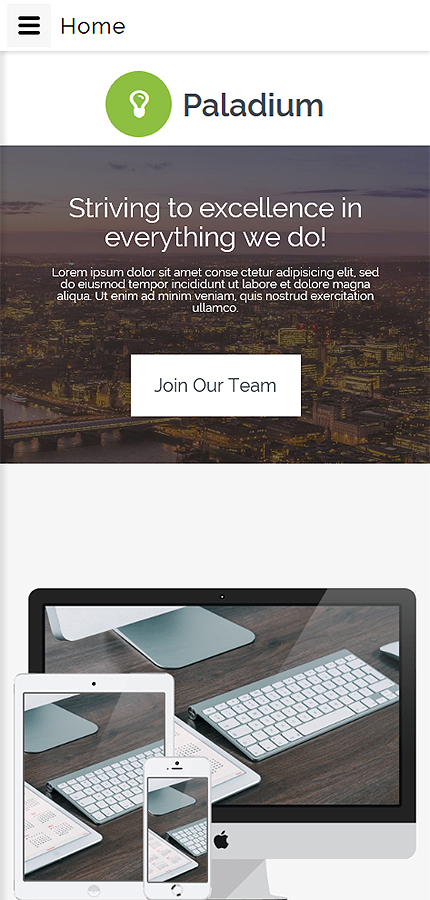 Home
Paladium
Striving to excellence in
everything we do!
Lorem ipsum dolor sit amet conse ctetur adipisicing elit, sed
do eiusmod tempor incididunt ut labore et dolore magna
aliqua. Ut enim ad minim veniam, quis nostrud exercitation
ullamco.
Join Our Team